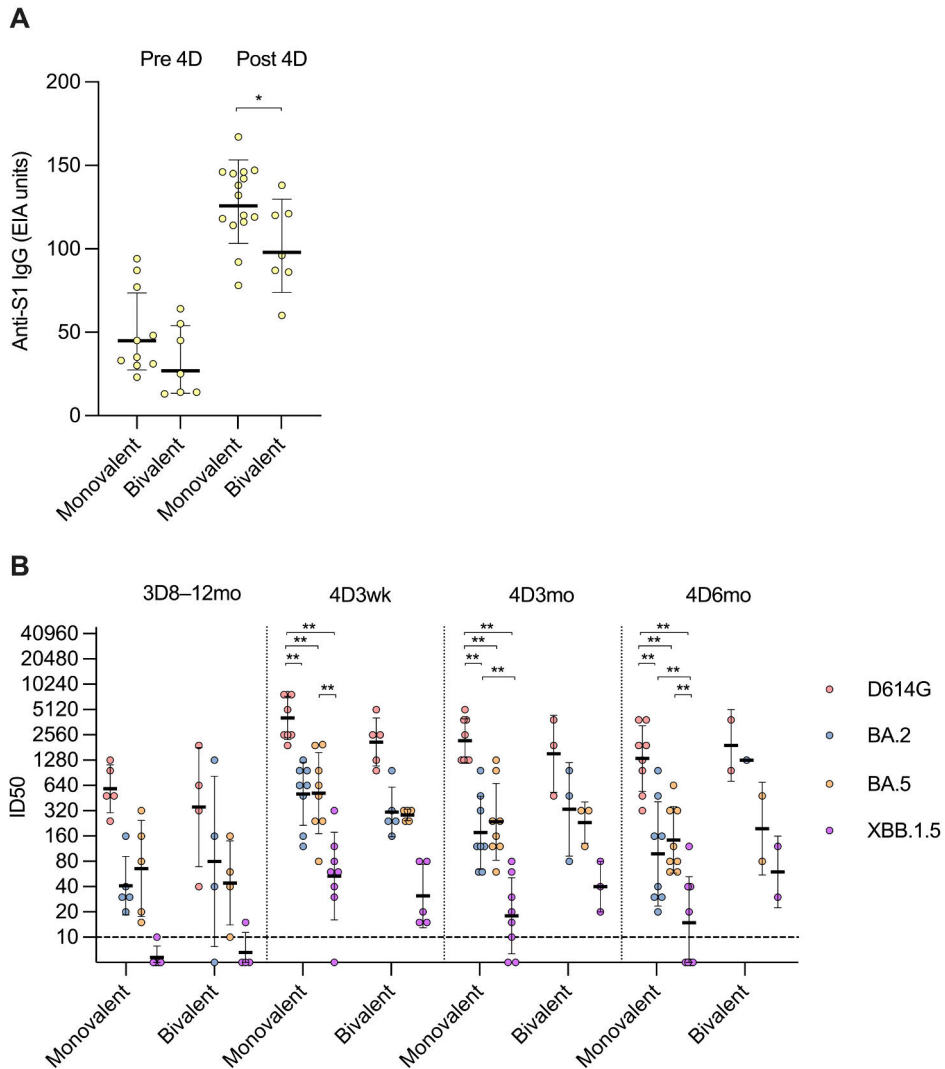 A
Pre 4D Post 4D
200
150
100
50
0
Anti-S1 IgG (EIA units)
*
Monovalent
Bivalent
Monovalent
Bivalent
B
3D8–12mo 4D3wk 4D3mo 4D6mo
40960
20480
10240
5120
2560
1280
640
320
160
80
40
20
10
ID50
**
**
**
**
**
**
**
**
**
**
**
**
**
Monovalent
Bivalent
Monovalent
Bivalent
Monovalent
Bivalent
Monovalent
Bivalent
D614G
BA.2
BA.5
XBB.1.5